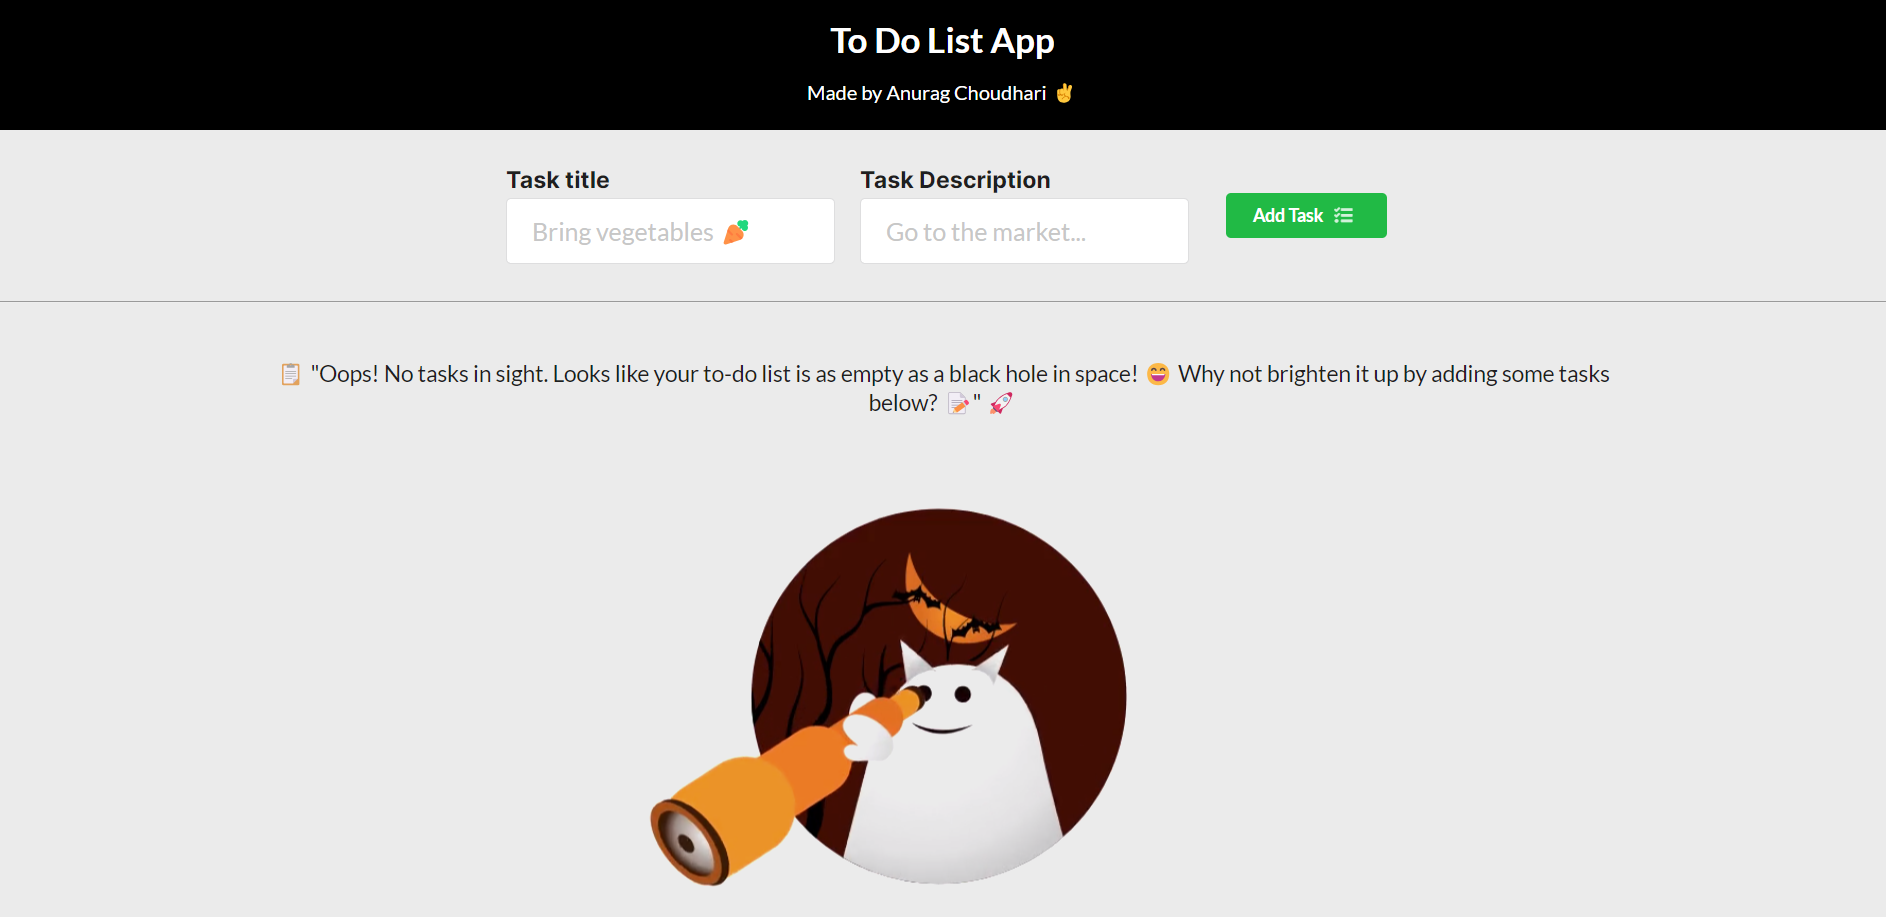 To Do List App
Made by Anurag Choudhari ✌️
Task title
Task Description
Bring vegetables 🥕
Go to the market...
Add Task
📋 "Oops! No tasks in sight. Looks like your to-do list is as empty as a black hole in space! 😄 Why not brighten it up by adding some tasks
below? 📝" 🚀